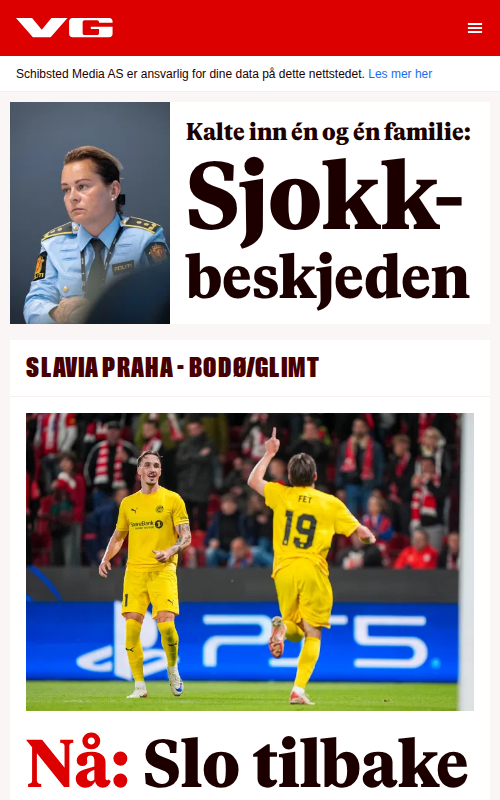 VG
Schibsted Media AS er ansvarlig for dine data på dette nettstedet. Les mer her
Kalte inn én og én familie:
Sjokk-
beskjeden
POLITI
SLAVIA PRAHA - BODØ/GLIMT
FET
19
SpareBank 1
PS5
Nå: Slo tilbake